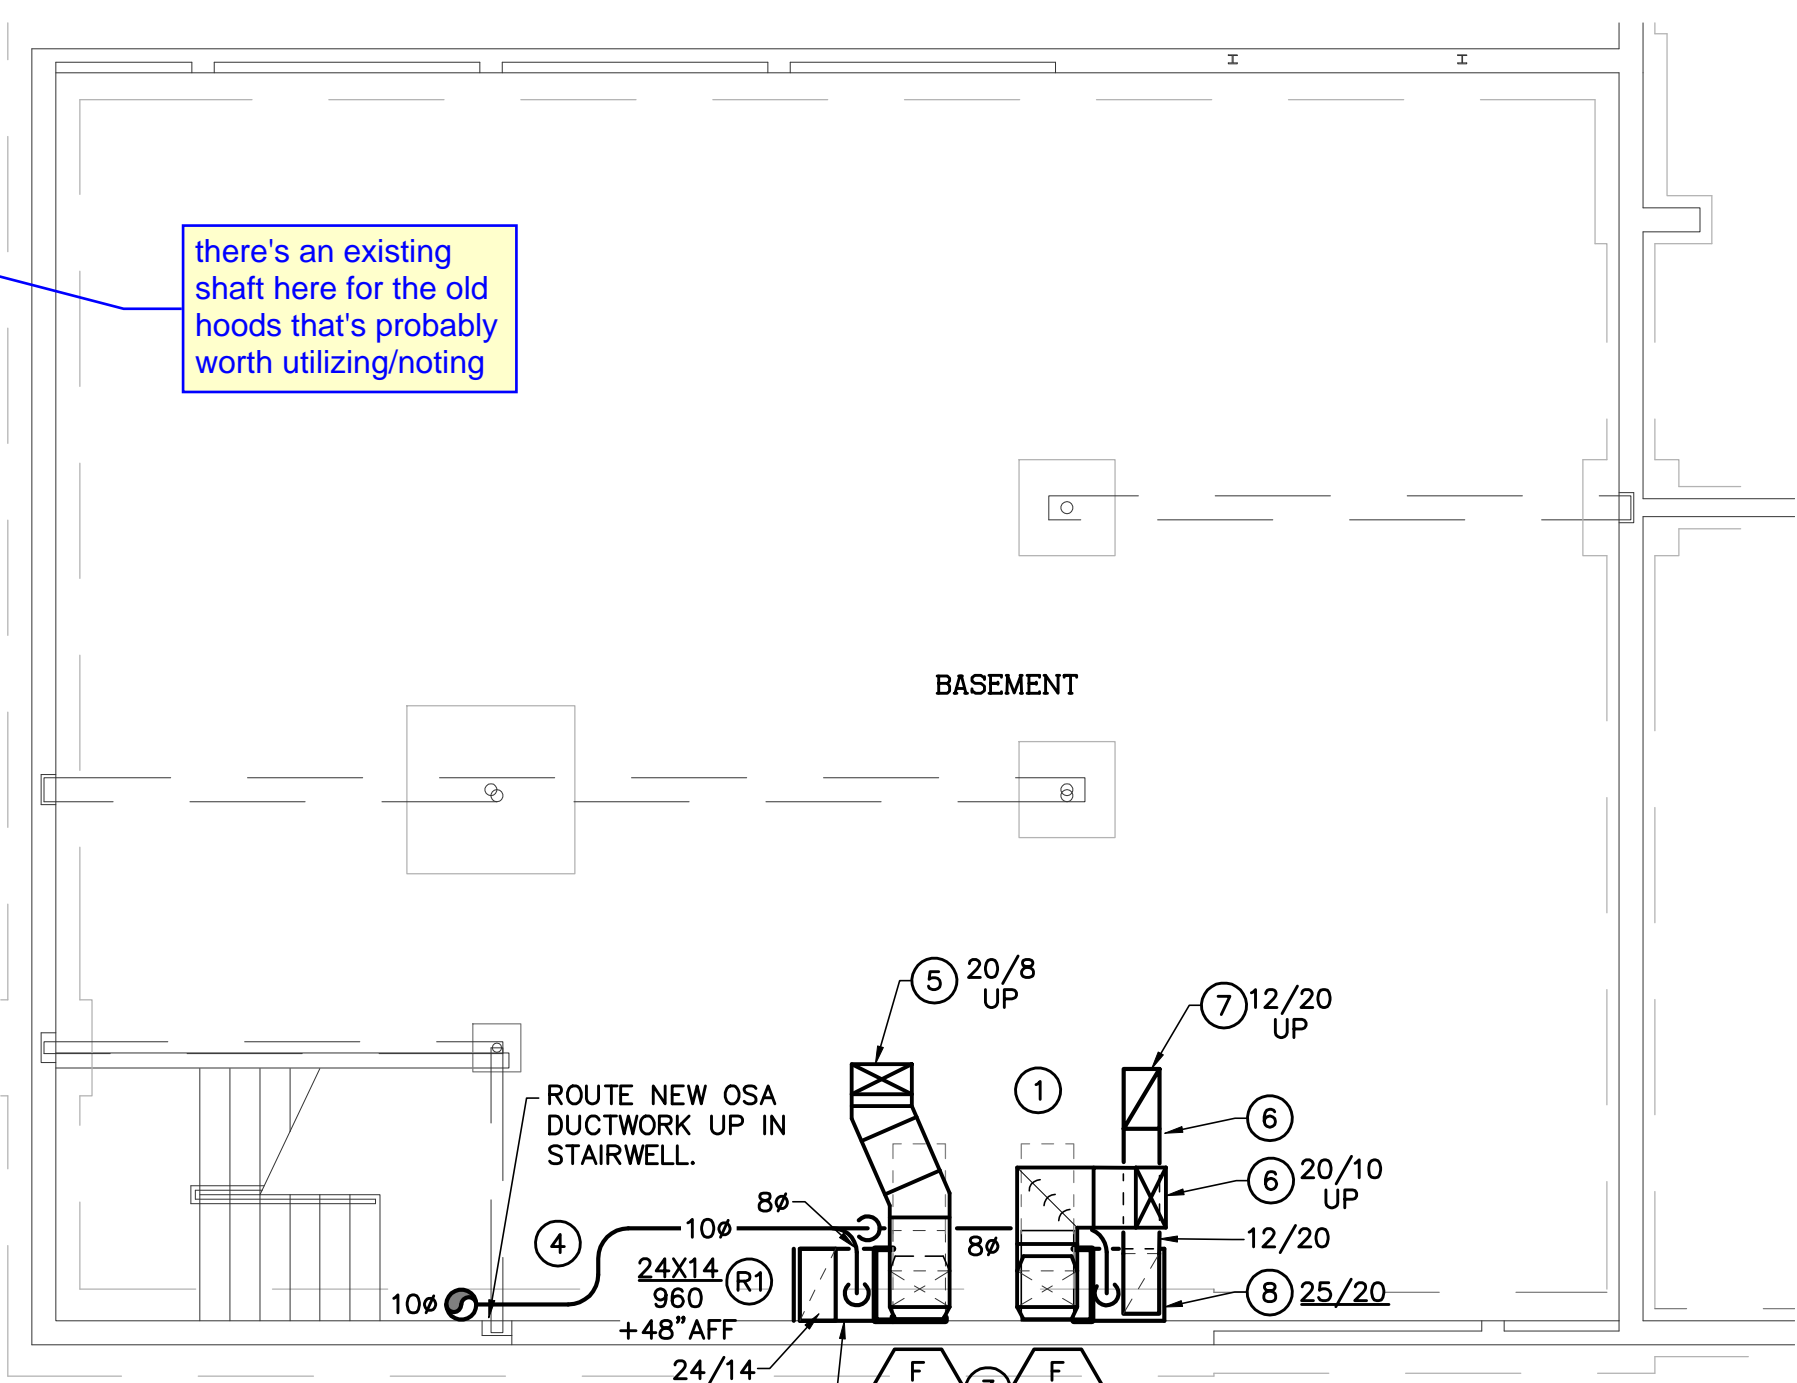 there's an existing
shaft here for the old
hoods that's probably
worth utilizing/noting
BASEMENT
5 20/8
UP
7 12/20
UP
ROUTE NEW OSA
DUCTWORK UP IN
STAIRWELL.
1
6
6 20/10
UP
8ø
10ø
8ø
12/20
4
24X14
960
+48”AFF
R1
10ø
8 25/20
24/14
F
F